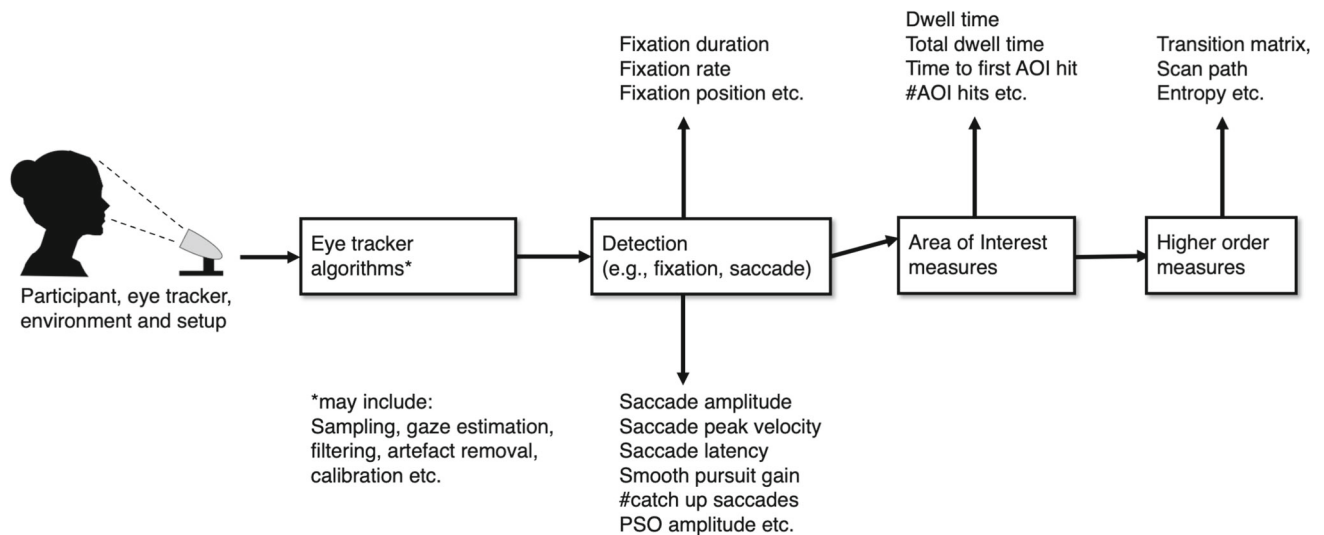 Fixation duration
Fixation rate
Fixation position etc.
Dwell time
Total dwell time
Time to first AOI hit
#AOI hits etc.
Transition matrix,
Scan path
Entropy etc.
Participant, eye tracker,
environment and setup
Eye tracker
algorithms*
Detection
(e.g., fixation, saccade)
Area of Interest
measures
Higher order
measures
*may include:
Sampling, gaze estimation,
filtering, artefact removal,
calibration etc.
Saccade amplitude
Saccade peak velocity
Saccade latency
Smooth pursuit gain
#catch up saccades
PSO amplitude etc.